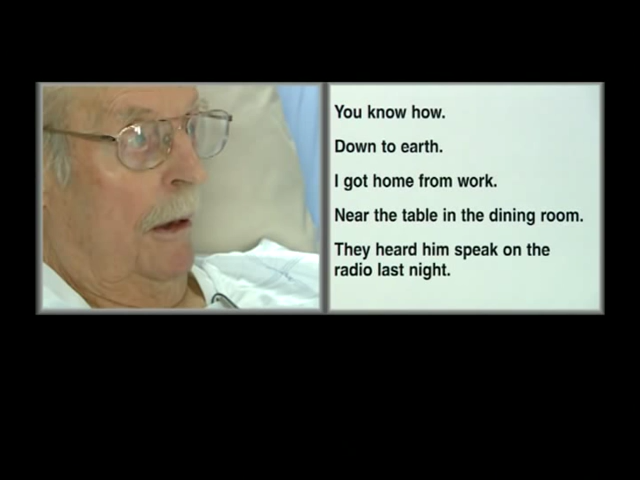 You know how.
Down to earth.
I got home from work.
Near the table in the dining room.
They heard him speak on the
radio last night.